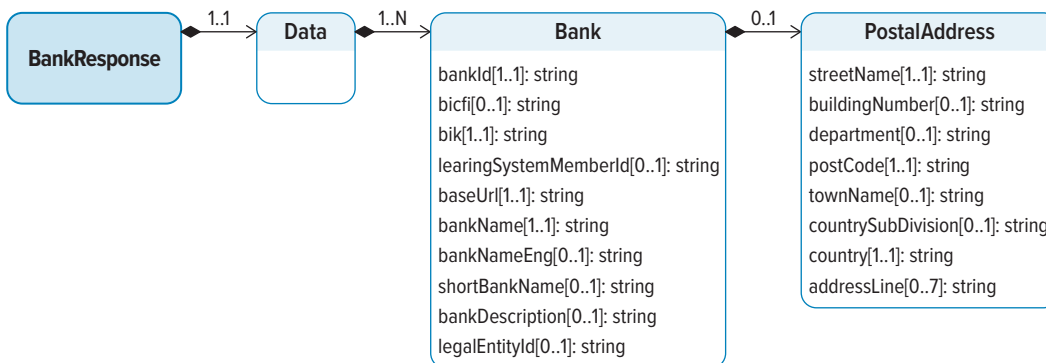 BankResponse
1..1
Data
1..N
Bank
bankId[1..1]: string
bicfi[0..1]: string
bik[1..1]: string
learingSystemMemberId[0..1]: string
baseUrl[1..1]: string
bankName[1..1]: string
bankNameEng[0..1]: string
shortBankName[0..1]: string
bankDescription[0..1]: string
legalEntityId[0..1]: string
0..1
PostalAddress
streetName[1..1]: string
buildingNumber[0..1]: string
department[0..1]: string
postCode[1..1]: string
townName[0..1]: string
countrySubDivision[0..1]: string
country[1..1]: string
addressLine[0..7]: string